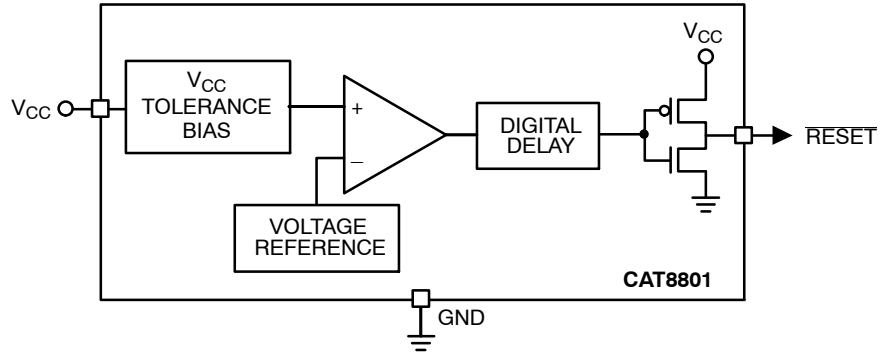 VCC
VCC
VCC
TOLERANCE
BIAS
+
−
DIGITAL
DELAY
RESET
VOLTAGE
REFERENCE
CAT8801
GND